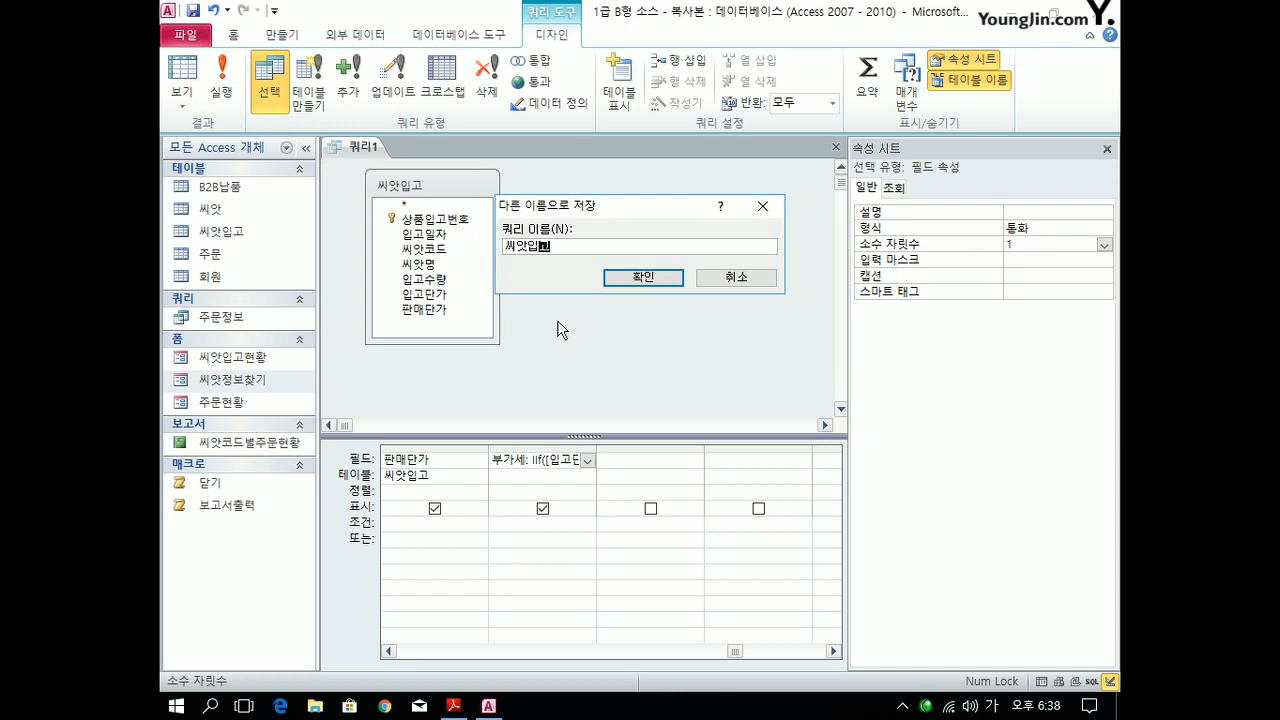 쿼리 도구
1급 B형 소스 - 복사본 : 데이터베이스 (Access 2007 - 2010) - Microsoft...
YoungJin.com Y.
파일
홈
만들기
외부 데이터
데이터베이스 도구
디자인
보기
실행
선택
테이블 만들기
추가
업데이트
크로스탭
삭제
통합
통과
데이터 정의
테이블 표시
행 삽입
행 삭제
작성기
열 삽입
열 삭제
반환: 모두
요약
매개 변수
속성 시트
테이블 이름
결과
쿼리 유형
쿼리 설정
표시/숨기기
모든 Access 개체
테이블
B2B납품
씨앗
씨앗입고
주문
회원
쿼리
주문정보
폼
씨앗입고현황
씨앗정보찾기
주문현황
보고서
씨앗코드별주문현황
매크로
닫기
보고서출력
쿼리1
씨앗입고
*
상품입고번호
입고일자
씨앗코드
씨앗명
입고수량
입고단가
판매단가
다른 이름으로 저장
?
쿼리 이름(N):
씨앗입고
확인
취소
필드: 판매단가 부가세: IIf([입고단
테이블: 씨앗입고
정렬:
표시:
조건:
또는:
속성 시트
선택 유형: 필드 속성
일반 조회
설명
형식 통화
소수 자릿수 1
입력 마스크
캡션
스마트 태그
소수 자릿수
Num Lock
SQL
가
오후 6:38